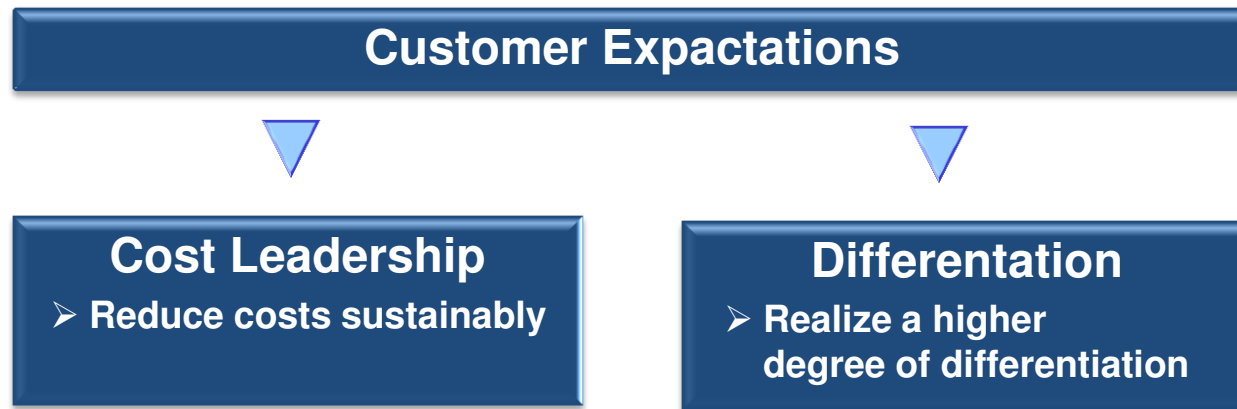 Customer Expactations
Cost Leadership
➢ Reduce costs sustainably
Differentation
➢ Realize a higher
degree of differentiation